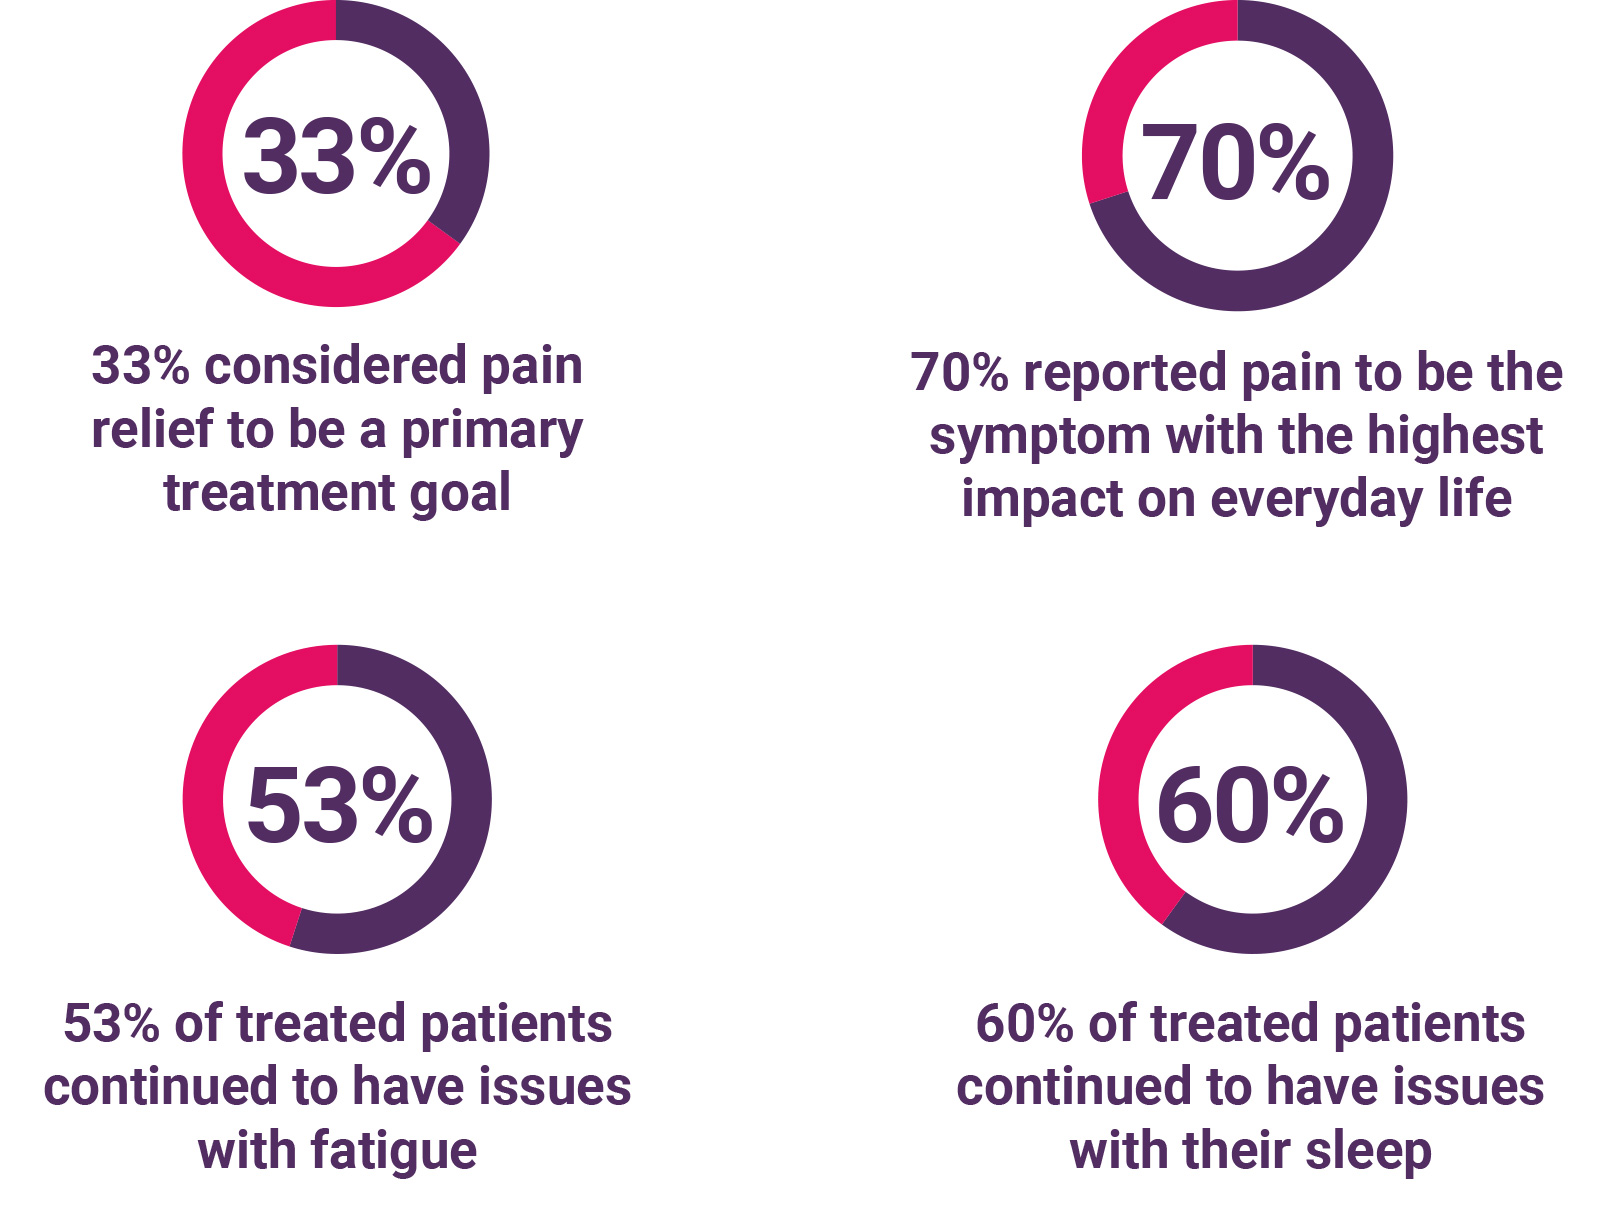 33%
33% considered pain
relief to be a primary
treatment goal
70%
70% reported pain to be the
symptom with the highest
impact on everyday life
53%
53% of treated patients
continued to have issues
with fatigue
60%
60% of treated patients
continued to have issues
with their sleep